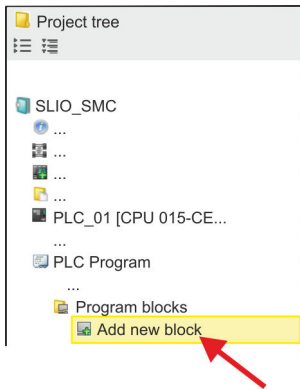 Project tree
SLIO_SMC
...
...
...
...
PLC_01 [CPU 015-CE...
...
PLC Program
...
Program blocks
Add new block